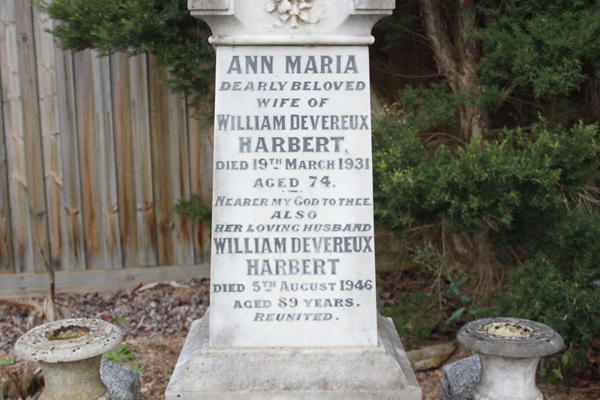 ANN MARIA
DEARLY BELOVED
WIFE OF
WILLIAM DEVEREUX
HARBERT,
DIED 19TH MARCH 1931
AGED 74.
NEARER MY GOD TO THEE.
ALSO
HER LOVING HUSBAND
WILLIAM DEVEREUX
HARBERT
DIED 5TH AUGUST 1946
AGED 89 YEARS.
REUNITED.